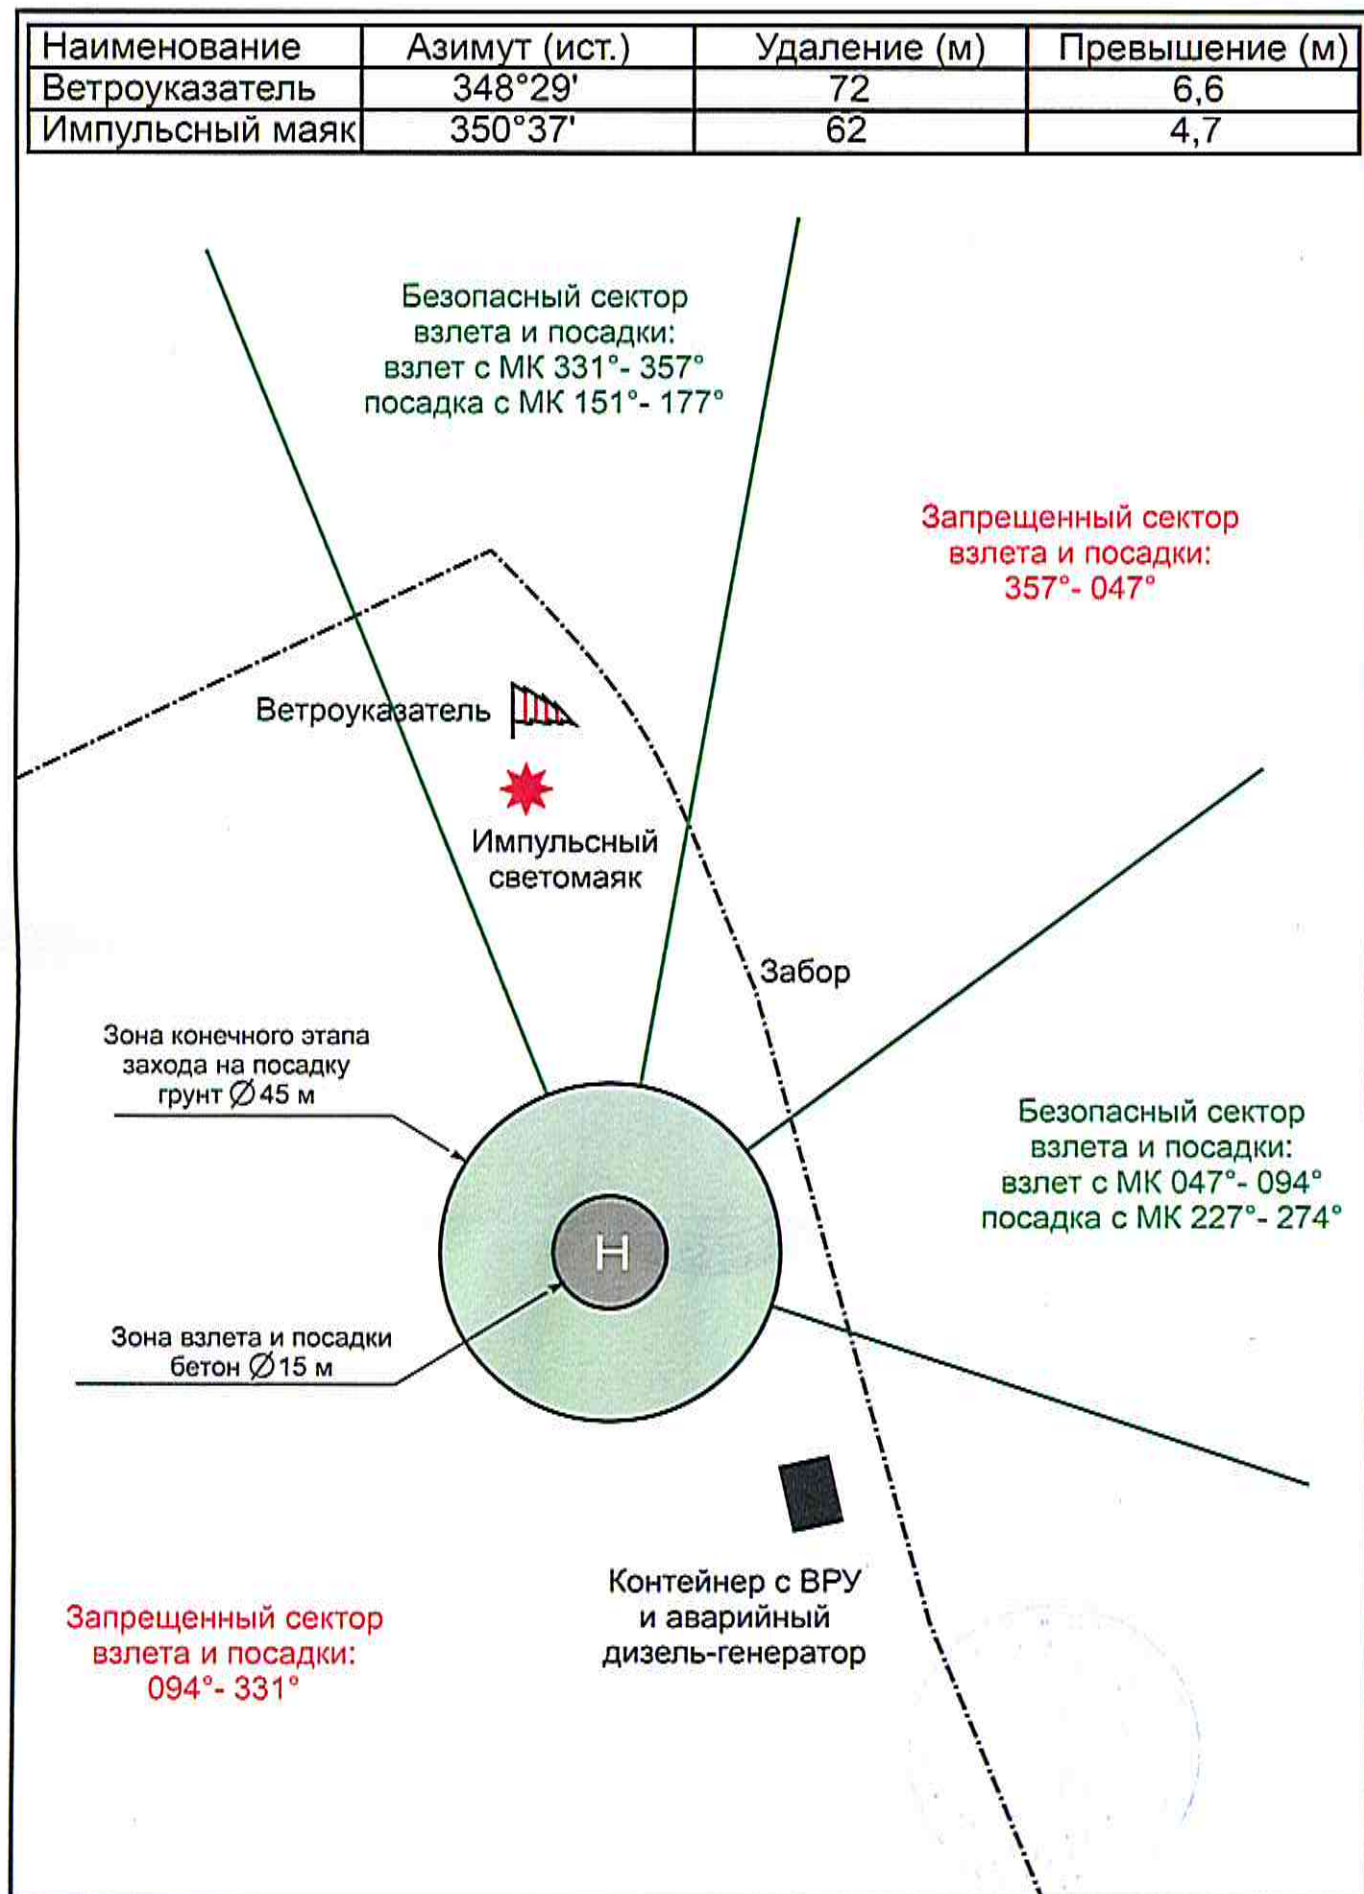 Наименование Азимут (ист.) Удаление (м) Превышение (м)
Ветроуказатель 348°29' 72 6,6
Импульсный маяк 350°37' 62 4,7
Безопасный сектор
взлета и посадки:
взлет с МК 331°- 357°
посадка с МК 151°- 177°
Запрещенный сектор
взлета и посадки:
357°- 047°
Ветроуказатель
Импульсный
светомаяк
Забор
Зона конечного этапа
захода на посадку
грунт ∅45 м
Безопасный сектор
взлета и посадки:
взлет с МК 047°- 094°
посадка с МК 227°- 274°
H
Зона взлета и посадки
бетон ∅15 м
Контейнер с ВРУ
и аварийный
дизель-генератор
Запрещенный сектор
взлета и посадки:
094°- 331°